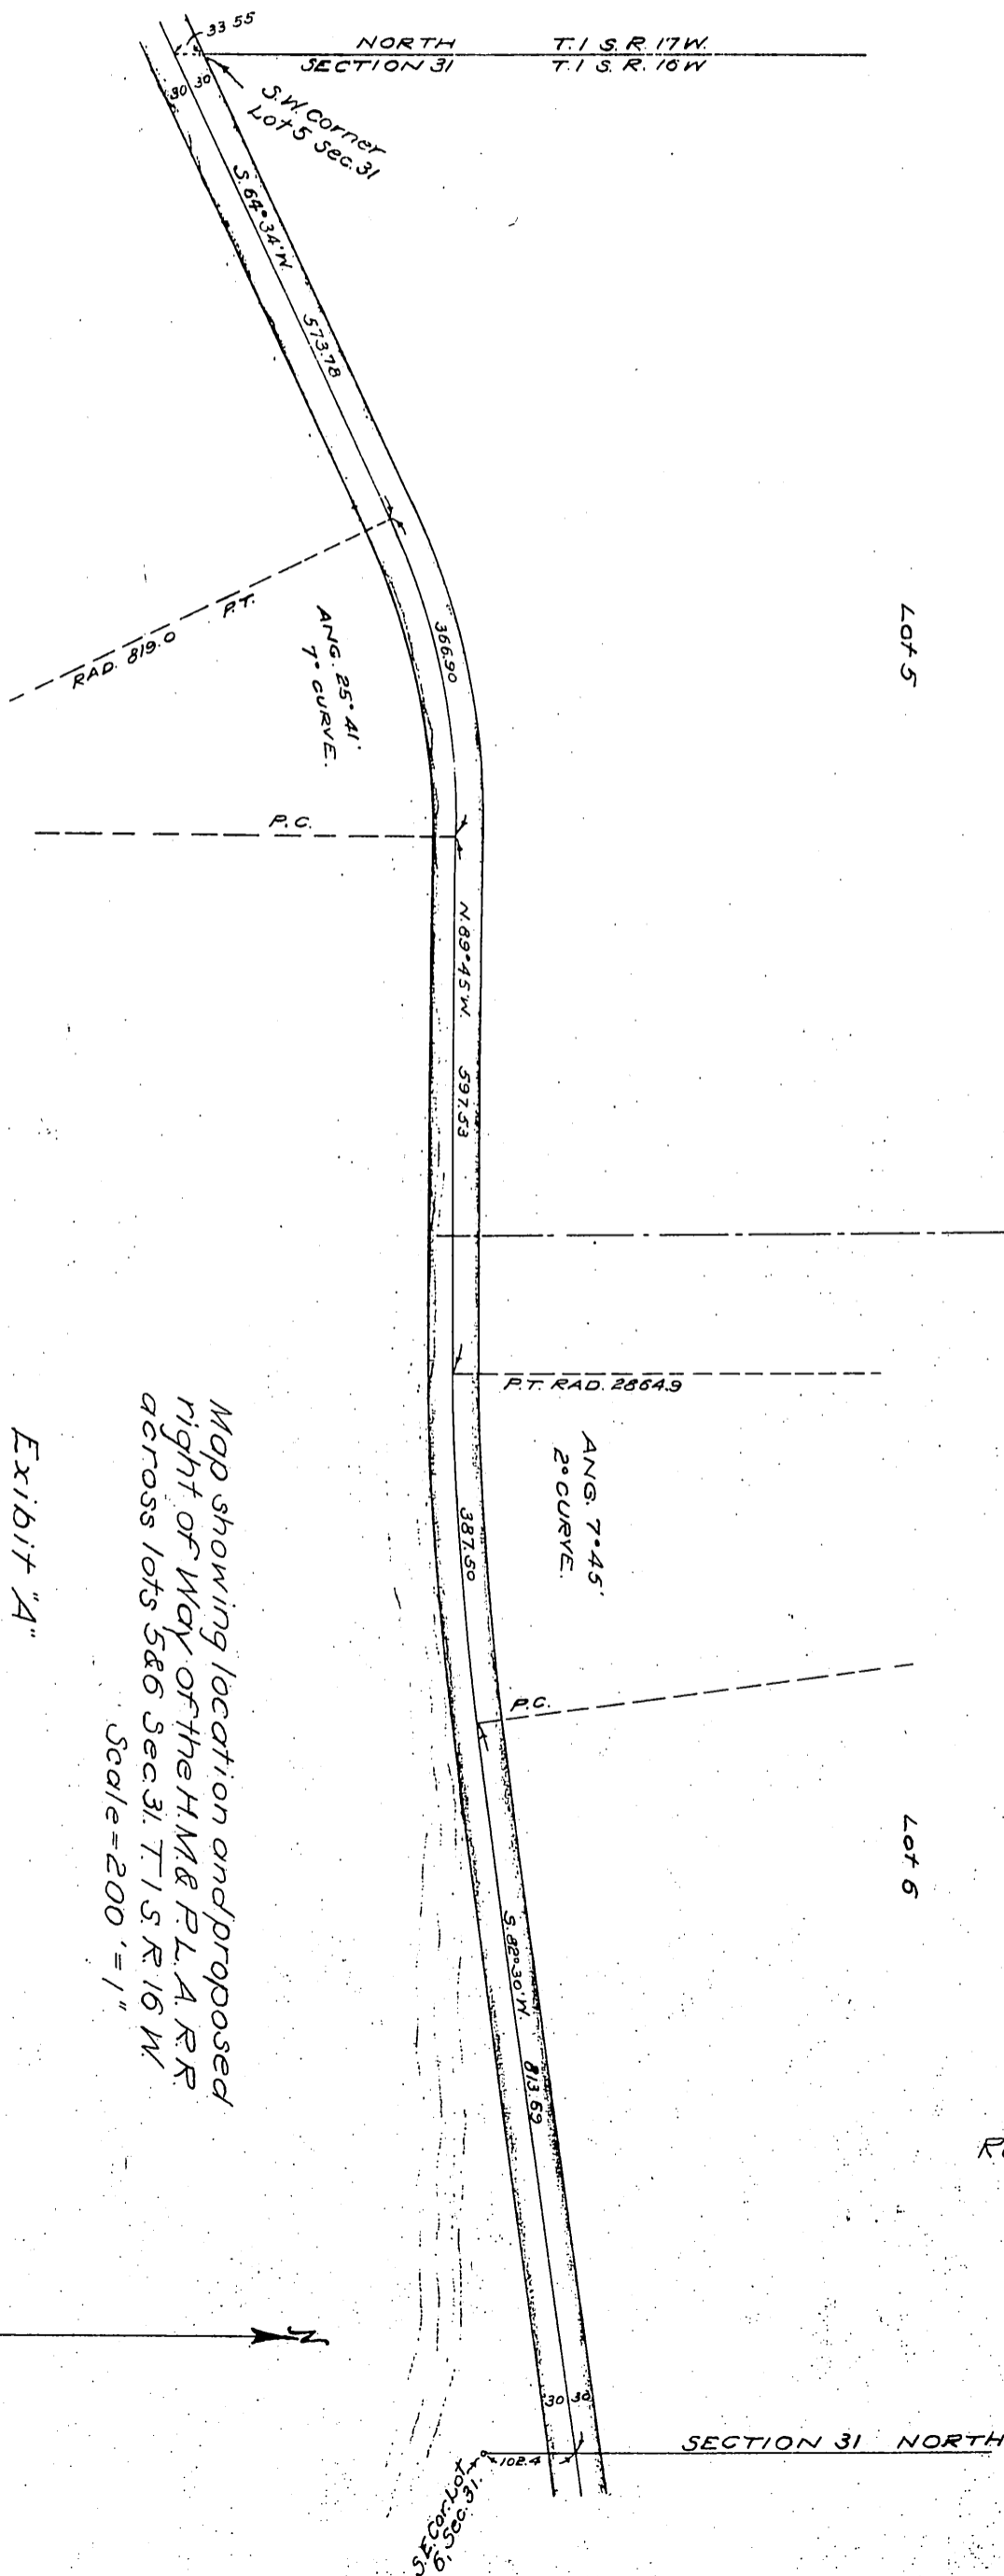 33 55
NORTH T.1 S. R. 17W.
SECTION 31 T.1 S. R. 16W
30 30
S.W. Corner
Lot 5 Sec. 31
S. 64° 34' W.
573.78
P.T.
RAD. 819.0
ANG. 25° 41'
7° CURVE.
366.90
Lot 5
P.C.
N. 89° 45' W. 597.53
P.T. RAD. 2864.9
ANG. 7° 45'
2° CURVE.
387.50
P.C.
Lot 6
S. 82° 30' W 813.69
Map showing location and proposed
right of Way of the H.M.& P.L.A. R R
across lots 5&6 Sec. 31. T. 1 S. R. 16 W
Scale = 200' = 1"
Exibit "A"
N
30 30
SECTION 31 NORTH
102.4
S.E. Cor. Lot
6, Sec. 31.